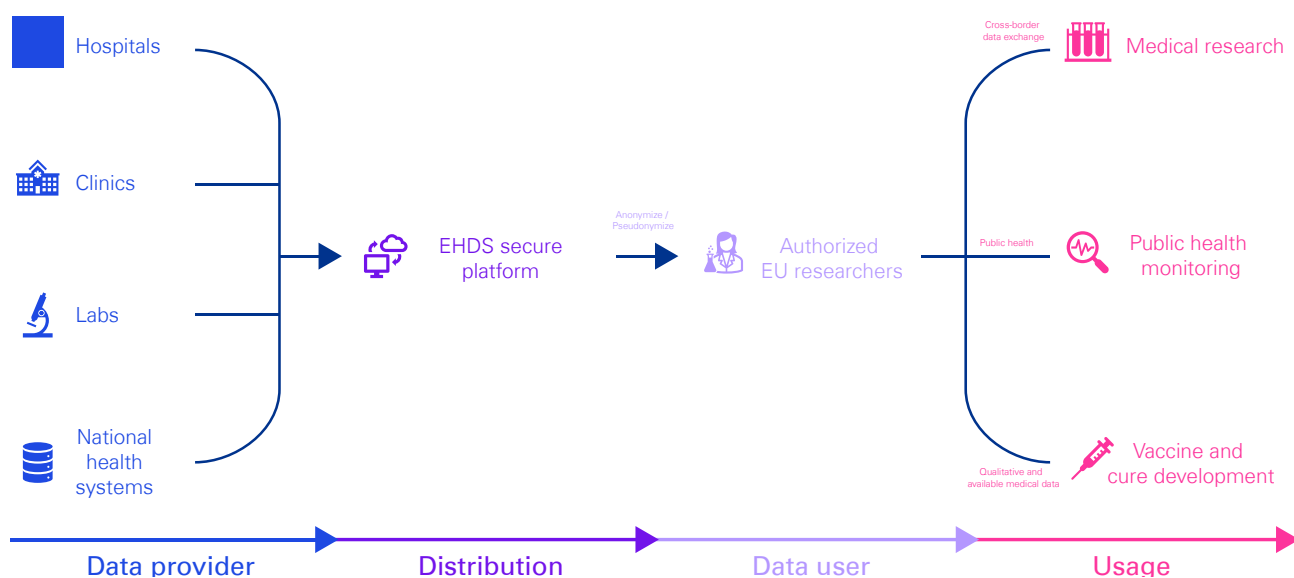 Hospitals
Clinics
Labs
National
health
systems
EHDS secure
platform
Anonymize /
Pseudonymize
Authorized
EU researchers
Cross-border
data exchange
Medical research
Public health
Public health
monitoring
Qualitative and
available medical data
Vaccine and
cure development
Data provider
Distribution
Data user
Usage